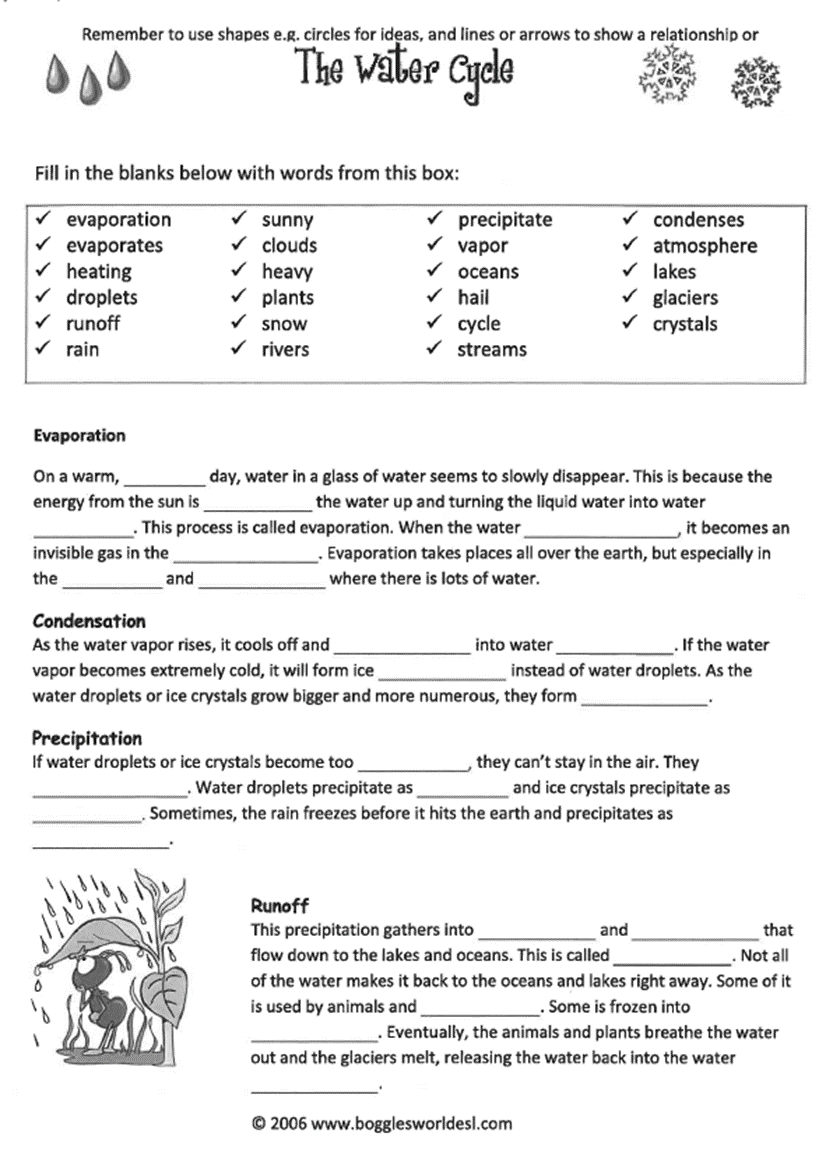 Remember to use shapes e.g. circles for ideas, and lines or arrows to show a relationship or
The Water Cycle
Fill in the blanks below with words from this box:
✓ evaporation ✓ sunny ✓ precipitate ✓ condenses
✓ evaporates ✓ clouds ✓ vapor ✓ atmosphere
✓ heating ✓ heavy ✓ oceans ✓ lakes
✓ droplets ✓ plants ✓ hail ✓ glaciers
✓ runoff ✓ snow ✓ cycle ✓ crystals
✓ rain ✓ rivers ✓ streams
Evaporation
On a warm, _________ day, water in a glass of water seems to slowly disappear. This is because the
energy from the sun is ____________ the water up and turning the liquid water into water
___________. This process is called evaporation. When the water _________________, it becomes an
invisible gas in the ________________. Evaporation takes places all over the earth, but especially in
the ___________ and ______________ where there is lots of water.
Condensation
As the water vapor rises, it cools off and _______________ into water _____________. If the water
vapor becomes extremely cold, it will form ice ______________ instead of water droplets. As the
water droplets or ice crystals grow bigger and more numerous, they form ______________.
Precipitation
If water droplets or ice crystals become too ____________, they can't stay in the air. They
_________________. Water droplets precipitate as __________ and ice crystals precipitate as
____________. Sometimes, the rain freezes before it hits the earth and precipitates as
_______________.
Runoff
This precipitation gathers into _____________ and ______________ that
flow down to the lakes and oceans. This is called _____________. Not all
of the water makes it back to the oceans and lakes right away. Some of it
is used by animals and _____________. Some is frozen into
______________. Eventually, the animals and plants breathe the water
out and the glaciers melt, releasing the water back into the water
______________.
© 2006 www.bogglesworldesl.com